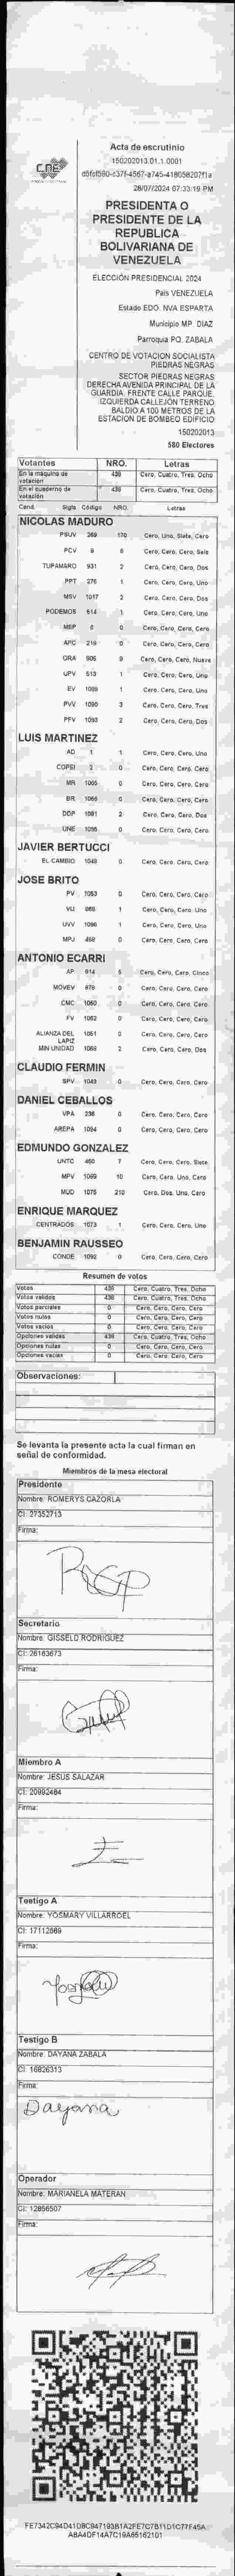 CNE
Acta de escrutinio
150202013.01.1.0001
28/07/2024 07:33:19 PM
PRESIDENTA O
PRESIDENTE DE LA
REPUBLICA
BOLIVARIANA DE
VENEZUELA
ELECCIÓN PRESIDENCIAL 2024
País VENEZUELA
Estado EDO. NVA ESPARTA
Municipio MP. DIAZ
Parroquia PQ. ZABALA
CENTRO DE VOTACION SOCIALISTA
PIEDRAS NEGRAS
SECTOR PIEDRAS NEGRAS
DERECHA AVENIDA PRINCIPAL DE LA
GUARDIA. FRENTE CALLE PARQUE.
IZQUIERDA CALLEJÓN TERRENO
BALDIO A 100 METROS DE LA
ESTACION DE BOMBEO EDIFICIO
150202013
580 Electores
Votantes NRO. Letras
En la máquina de votación 438 Cero, Cuatro, Tres, Ocho
En el cuaderno de votación 438 Cero, Cuatro, Tres, Ocho
Cand. Sigla Código NRO. Letras
NICOLAS MADURO
PSUV 269 170 Cero, Uno, Siete, Cero
PCV 6 Cero, Cero, Cero, Seis
TUPAMARO 931 2 Cero, Cero, Cero, Dos
PPT 276 1 Cero, Cero, Cero, Uno
MSV 1017 2 Cero, Cero, Cero, Dos
PODEMOS 614 1 Cero, Cero, Cero, Uno
MEP 6 0 Cero, Cero, Cero, Cero
APC 219 0 Cero, Cero, Cero, Cero
ORA 905 9 Cero, Cero, Cero, Nueve
UPV 513 1 Cero, Cero, Cero, Uno
EV 1099 1 Cero, Cero, Cero, Uno
PVV 1090 3 Cero, Cero, Cero, Tres
PFV 1093 2 Cero, Cero, Cero, Dos
LUIS MARTINEZ
AD 1 1 Cero, Cero, Cero, Uno
COPEI 2 0 Cero, Cero, Cero, Cero
MR 1005 0 Cero, Cero, Cero, Cero
BR 1066 0 Cero, Cero, Cero, Cero
DDP 1091 2 Cero, Cero, Cero, Dos
UNE 1056 0 Cero, Cero, Cero, Cero
JAVIER BERTUCCI
EL CAMBIO 1048 0 Cero, Cero, Cero, Cero
JOSE BRITO
PV 1053 0 Cero, Cero, Cero, Cero
VU 868 1 Cero, Cero, Cero, Uno
UVV 1096 1 Cero, Cero, Cero, Uno
MPJ 468 0 Cero, Cero, Cero, Cero
ANTONIO ECARRI
AP 914 5 Cero, Cero, Cero, Cinco
MOVEV 878 0 Cero, Cero, Cero, Cero
CMC 1060 0 Cero, Cero, Cero, Cero
FV 1062 0 Cero, Cero, Cero, Cero
ALIANZA DEL LAPIZ 1051 0 Cero, Cero, Cero, Cero
MIN UNIDAD 1068 2 Cero, Cero, Cero, Dos
CLAUDIO FERMIN
SPV 1043 0 Cero, Cero, Cero, Cero
DANIEL CEBALLOS
VPA 236 0 Cero, Cero, Cero, Cero
AREPA 1094 0 Cero, Cero, Cero, Cero
EDMUNDO GONZALEZ
UNTC 450 7 Cero, Cero, Cero, Siete
MPV 1069 10 Cero, Cero, Uno, Cero
MUD 1075 210 Cero, Dos, Uno, Cero
ENRIQUE MARQUEZ
CENTRADOS 1073 1 Cero, Cero, Cero, Uno
BENJAMIN RAUSSEO
CONDE 1092 0 Cero, Cero, Cero, Cero
Resumen de votos
Votos 438 Cero, Cuatro, Tres, Ocho
Votos validos 438 Cero, Cuatro, Tres, Ocho
Votos parciales 0 Cero, Cero, Cero, Cero
Votos nulos 0 Cero, Cero, Cero, Cero
Votos vacíos 0 Cero, Cero, Cero, Cero
Opciones validas 438 Cero, Cuatro, Tres, Ocho
Opciones nulas 0 Cero, Cero, Cero, Cero
Opciones vacías 0 Cero, Cero, Cero, Cero
Observaciones:
Se levanta la presente acta la cual firman en
señal de conformidad.
Miembros de la mesa electoral
Presidente
Nombre: ROMERYS CAZORLA
CI: 27352713
Firma:
Secretario
Nombre: GISSELD RODRIGUEZ
CI: 26163673
Firma:
Miembro A
Nombre: JESUS SALAZAR
CI: 20992484
Firma:
Testigo A
Nombre: YOSMARY VILLARROEL
CI: 17112669
Firma:
Testigo B
Nombre: DAYANA ZABALA
CI: 16826313
Firma:
Dayana
Operador
Nombre: MARIANELA MATERAN
CI: 12856507
Firma:
FE7342C94D41DBC947193B1A2FE7C7B11D1C77F45A
ABA4DF14A7C19A65162101